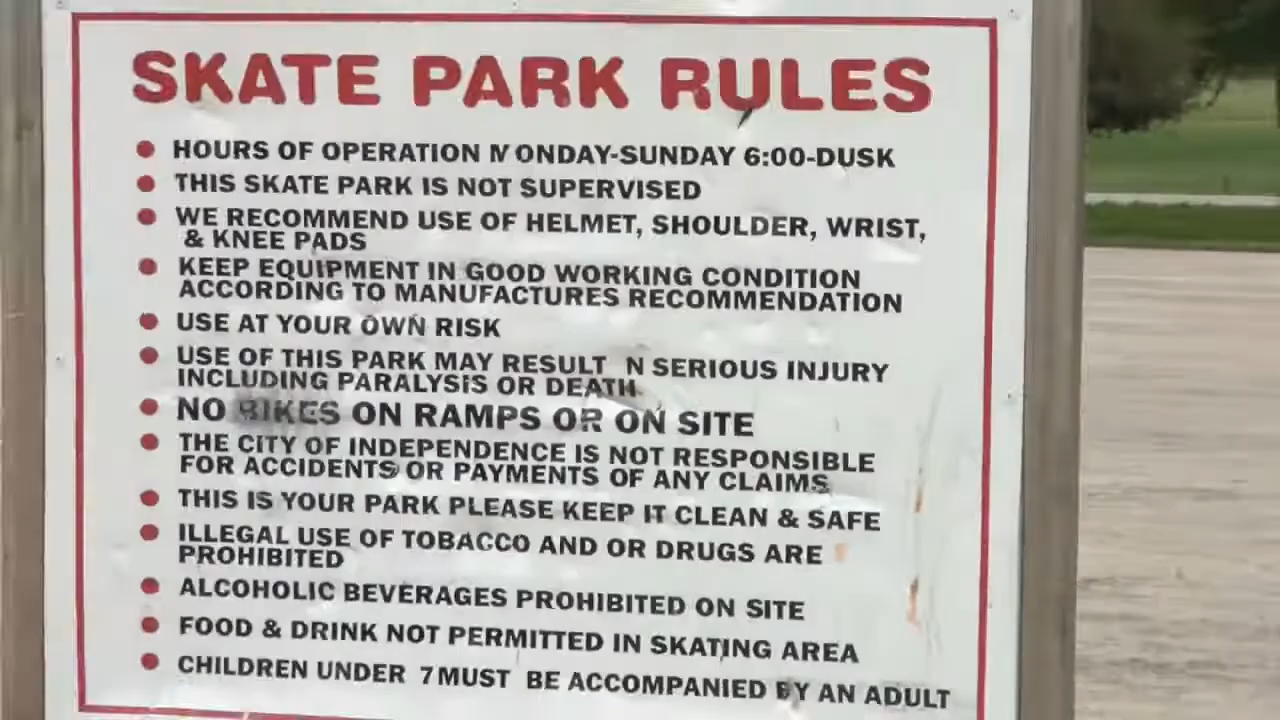 SKATE PARK RULES
HOURS OF OPERATION MONDAY-SUNDAY 6:00-DUSK
THIS SKATE PARK IS NOT SUPERVISED
WE RECOMMEND USE OF HELMET, SHOULDER, WRIST,
& KNEE PADS
KEEP EQUIPMENT IN GOOD WORKING CONDITION
ACCORDING TO MANUFACTURES RECOMMENDATION
USE AT YOUR OWN RISK
USE OF THIS PARK MAY RESULT  N SERIOUS INJURY
INCLUDING PARALYSIS OR DEATH
NO BIKES ON RAMPS OR ON SITE
THE CITY OF INDEPENDENCE IS NOT RESPONSIBLE
FOR ACCIDENTS OR PAYMENTS OF ANY CLAIMS
THIS IS YOUR PARK PLEASE KEEP IT CLEAN & SAFE
ILLEGAL USE OF TOBACCO AND OR DRUGS ARE
PROHIBITED
ALCOHOLIC BEVERAGES PROHIBITED ON SITE
FOOD & DRINK NOT PERMITTED IN SKATING AREA
CHILDREN UNDER 7 MUST BE ACCOMPANIED BY AN ADULT